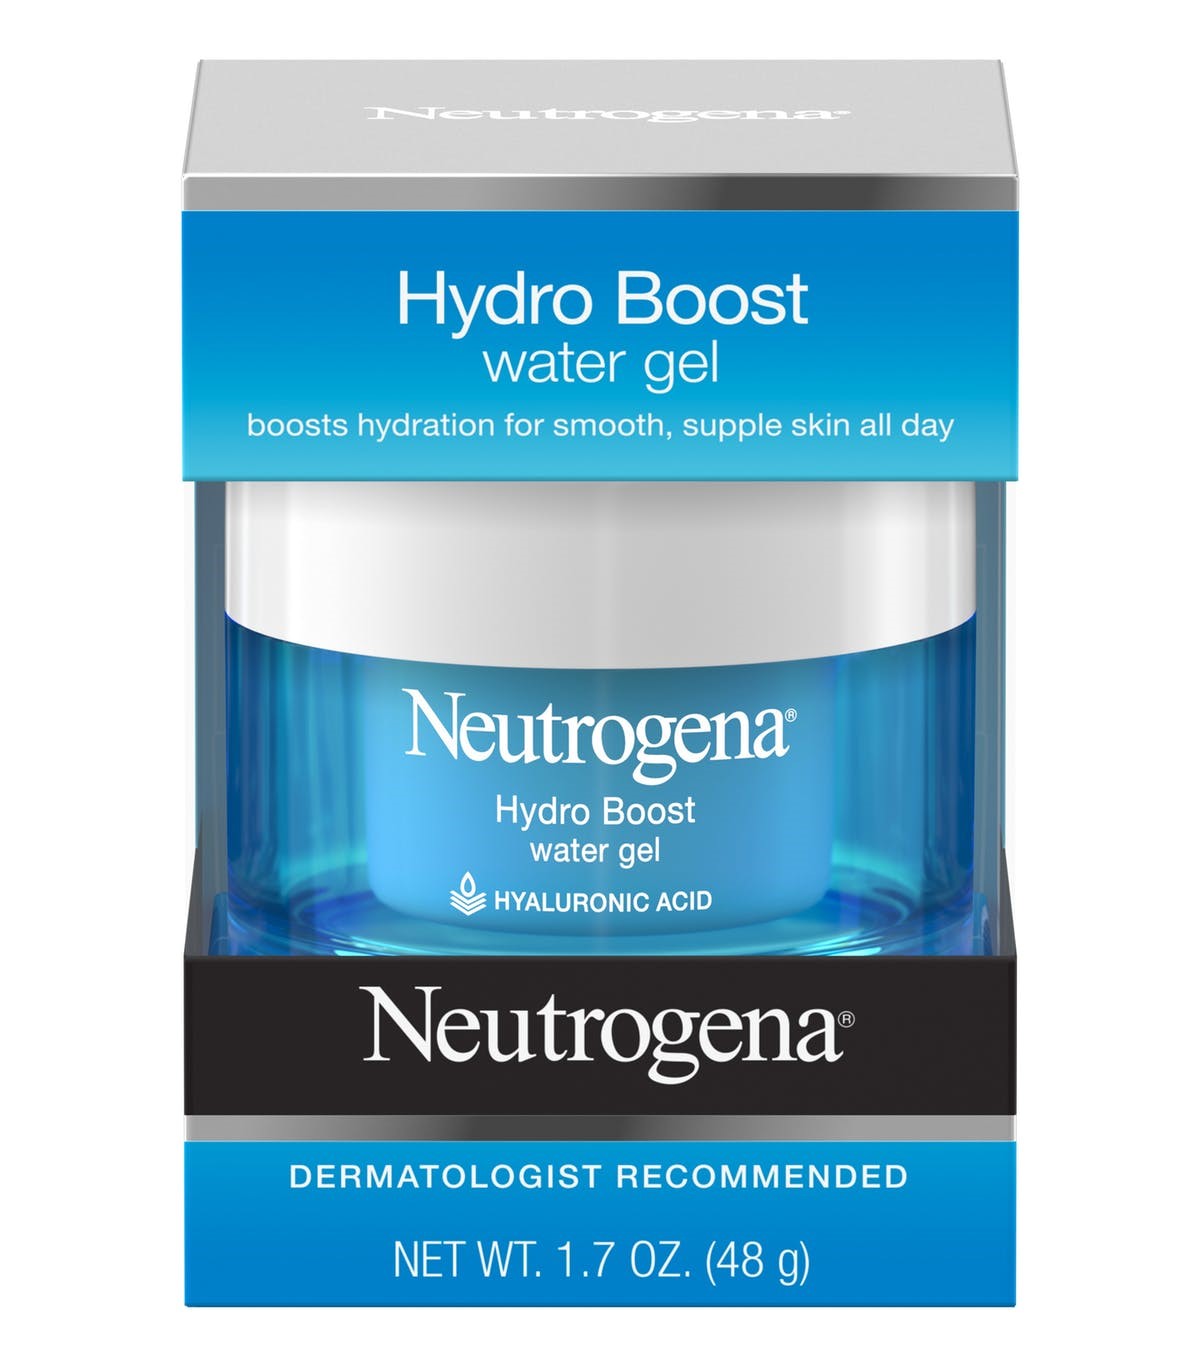 Neutrogena®
Hydro Boost
water gel
boosts hydration for smooth, supple skin all day
Neutrogena®
Hydro Boost
water gel
HYALURONIC ACID
Neutrogena®
DERMATOLOGIST RECOMMENDED
NET WT. 1.7 OZ. (48 g)